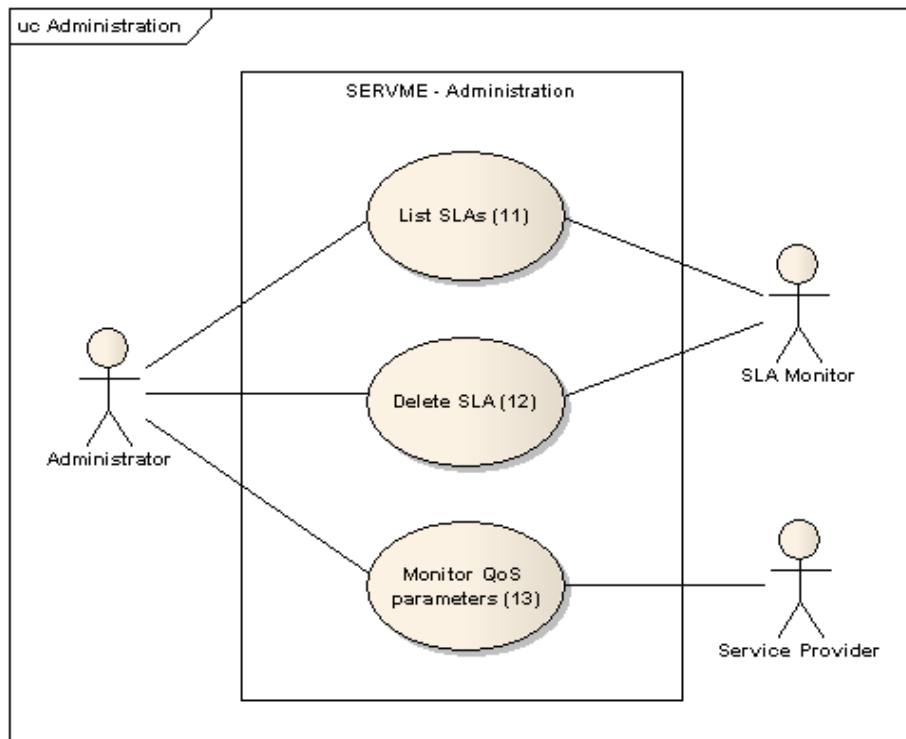 uc Administration
SERVME - Administration
List SLAs (11)
Delete SLA (12)
SLA Monitor
Administrator
Monitor QoS
parameters (13)
Service Provider